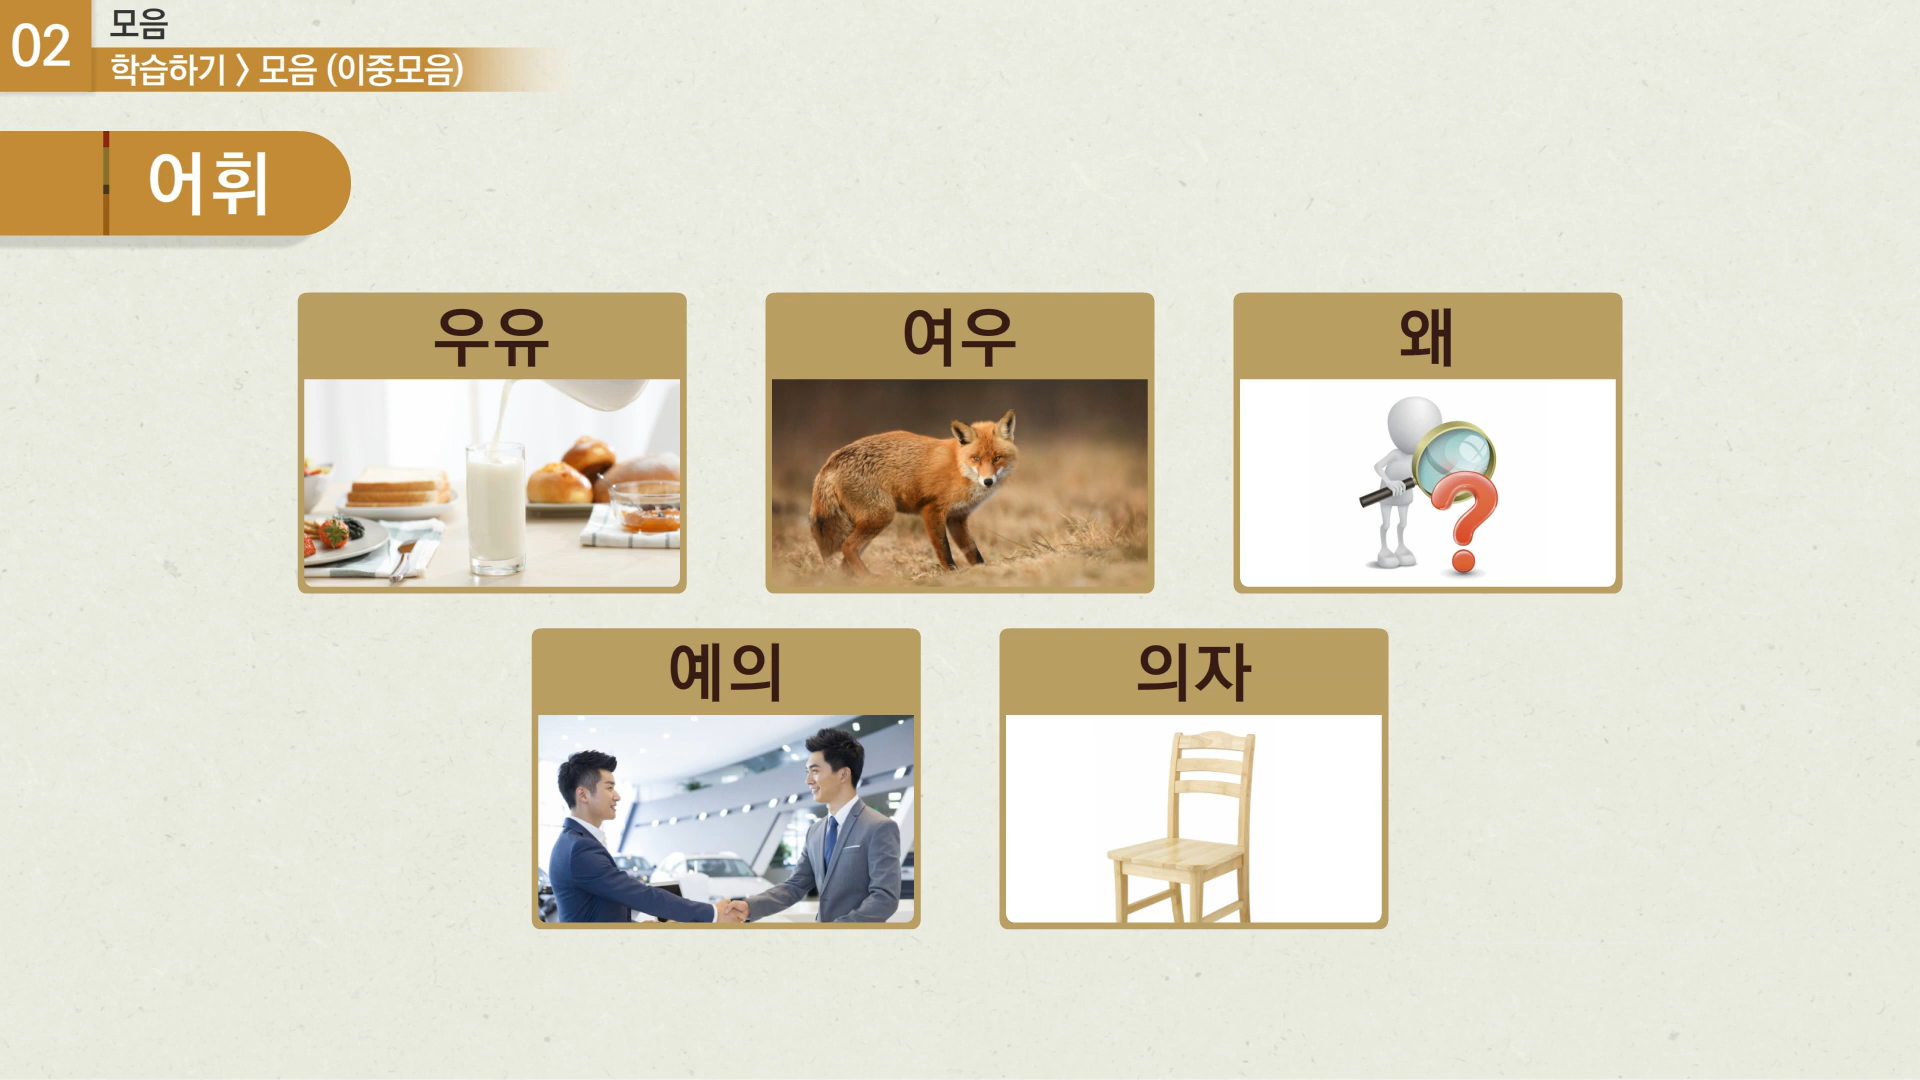 02
모음
학습하기 〉 모음 (이중모음)
어휘
우유
여우
왜
예의
의자